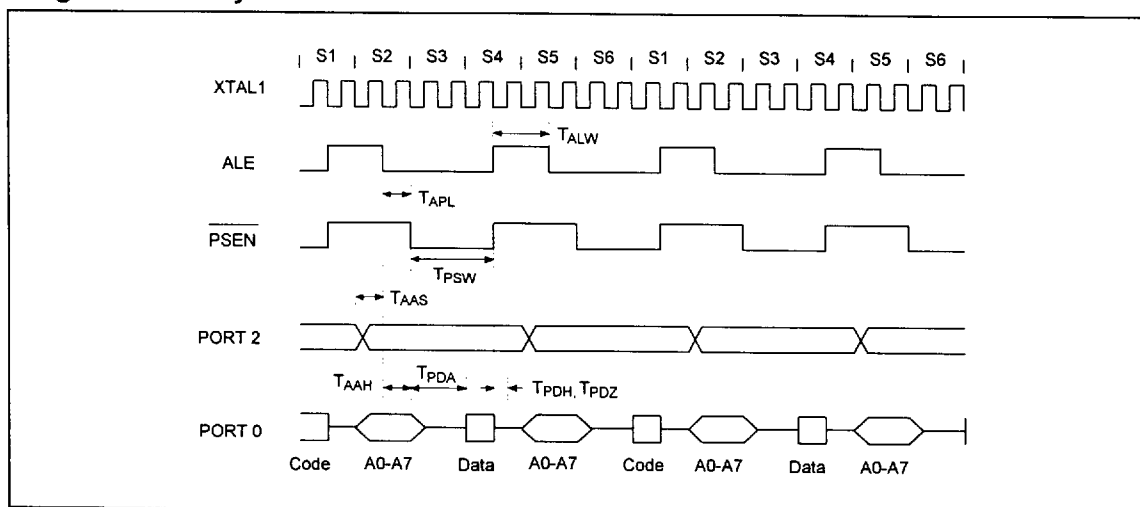 S1 S2 S3 S4 S5 S6 S1 S2 S3 S4 S5 S6
XTAL1
TALW
ALE
TAPL
PSEN
TPSW
TAAS
PORT 2
TAAH TPDA TPDH, TPDZ
PORT 0
Code A0-A7 Data A0-A7 Code A0-A7 Data A0-A7